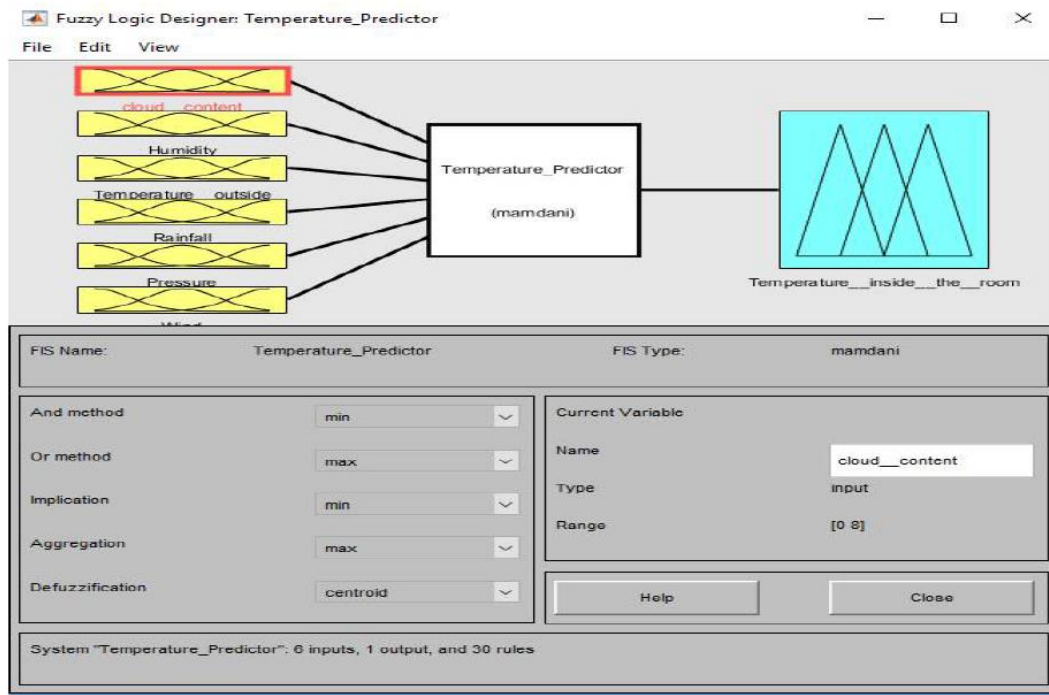 Fuzzy Logic Designer: Temperature_Predictor
File Edit View
cloud__content
Humidity
Temperature__outside
Rainfall
Pressure
Wind
Temperature_Predictor
(mamdani)
Temperature__inside__the__room
FIS Name: Temperature_Predictor FIS Type: mamdani
And method min
Or method max
Implication min
Aggregation max
Defuzzification centroid
Current Variable
Name cloud__content
Type input
Range [0 8]
Help Close
System "Temperature_Predictor": 6 inputs, 1 output, and 30 rules